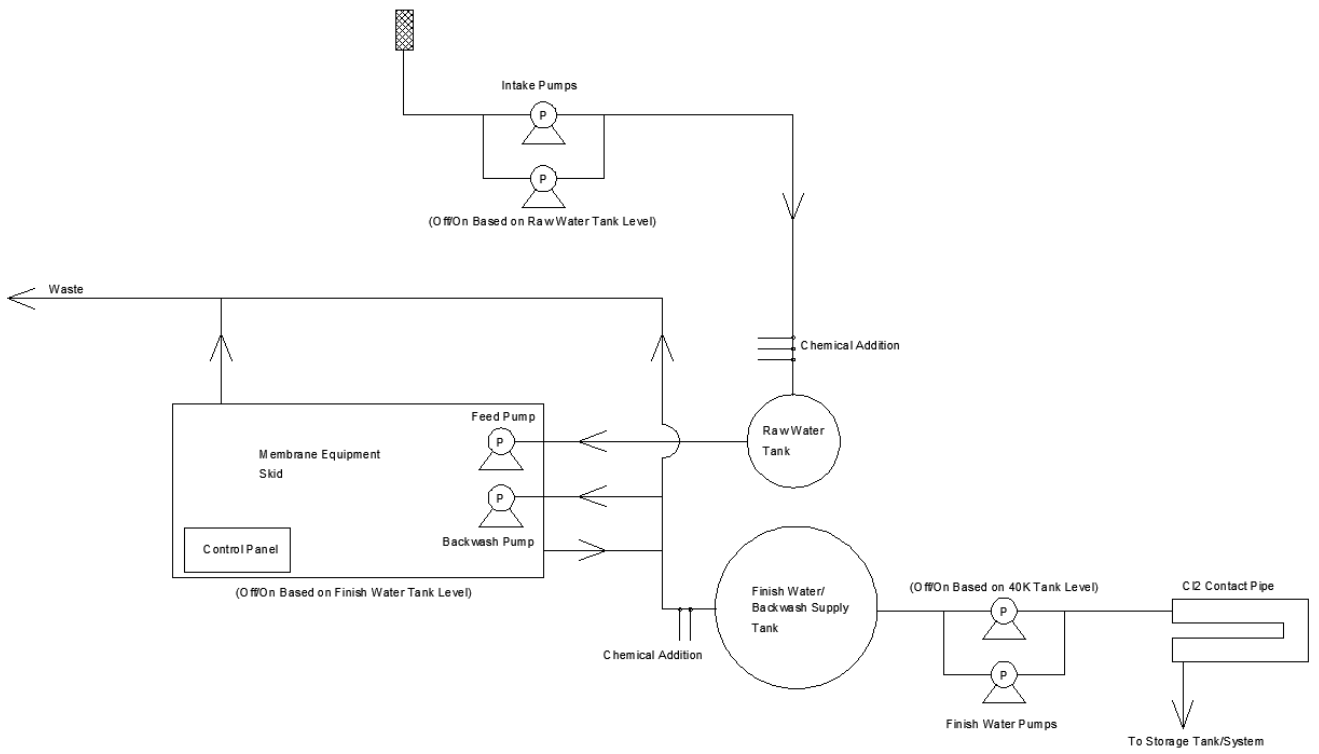 Intake Pumps
P
P
(Off/On Based on Raw Water Tank Level)
Waste
Chemical Addition
Feed Pump
P
Raw Water
Tank
Membrane Equipment
Skid
P
Backwash Pump
Control Panel
(Off/On Based on Finish Water Tank Level)
Finish Water/
Backwash Supply
Tank
Chemical Addition
(Off/On Based on 40K Tank Level)
P
P
Finish Water Pumps
Cl2 Contact Pipe
To Storage Tank/System